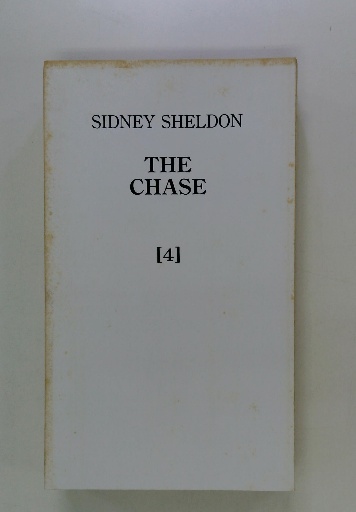 SIDNEY SHELDON
THE
CHASE
[4]